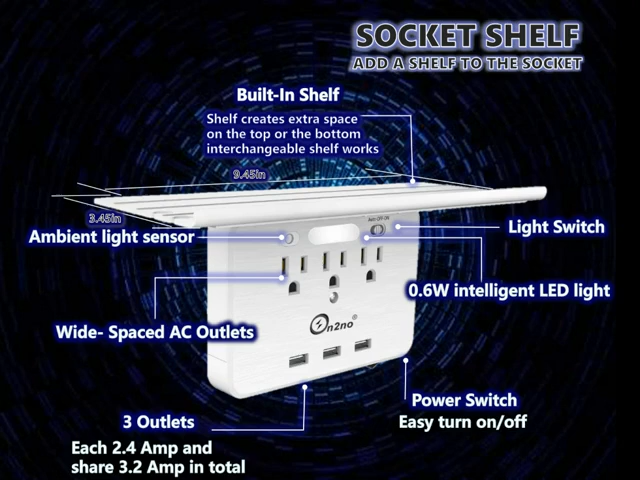 SOCKET SHELF
ADD A SHELF TO THE SOCKET
Built-In Shelf
Shelf creates extra space
on the top or the bottom
interchangeable shelf works
9.45in
3.45in
Auto OFF ON
Ambient light sensor
Light Switch
0.6W intelligent LED light
Wide- Spaced AC Outlets
On2no®
Power Switch
Easy turn on/off
3 Outlets
Each 2.4 Amp and
share 3.2 Amp in total